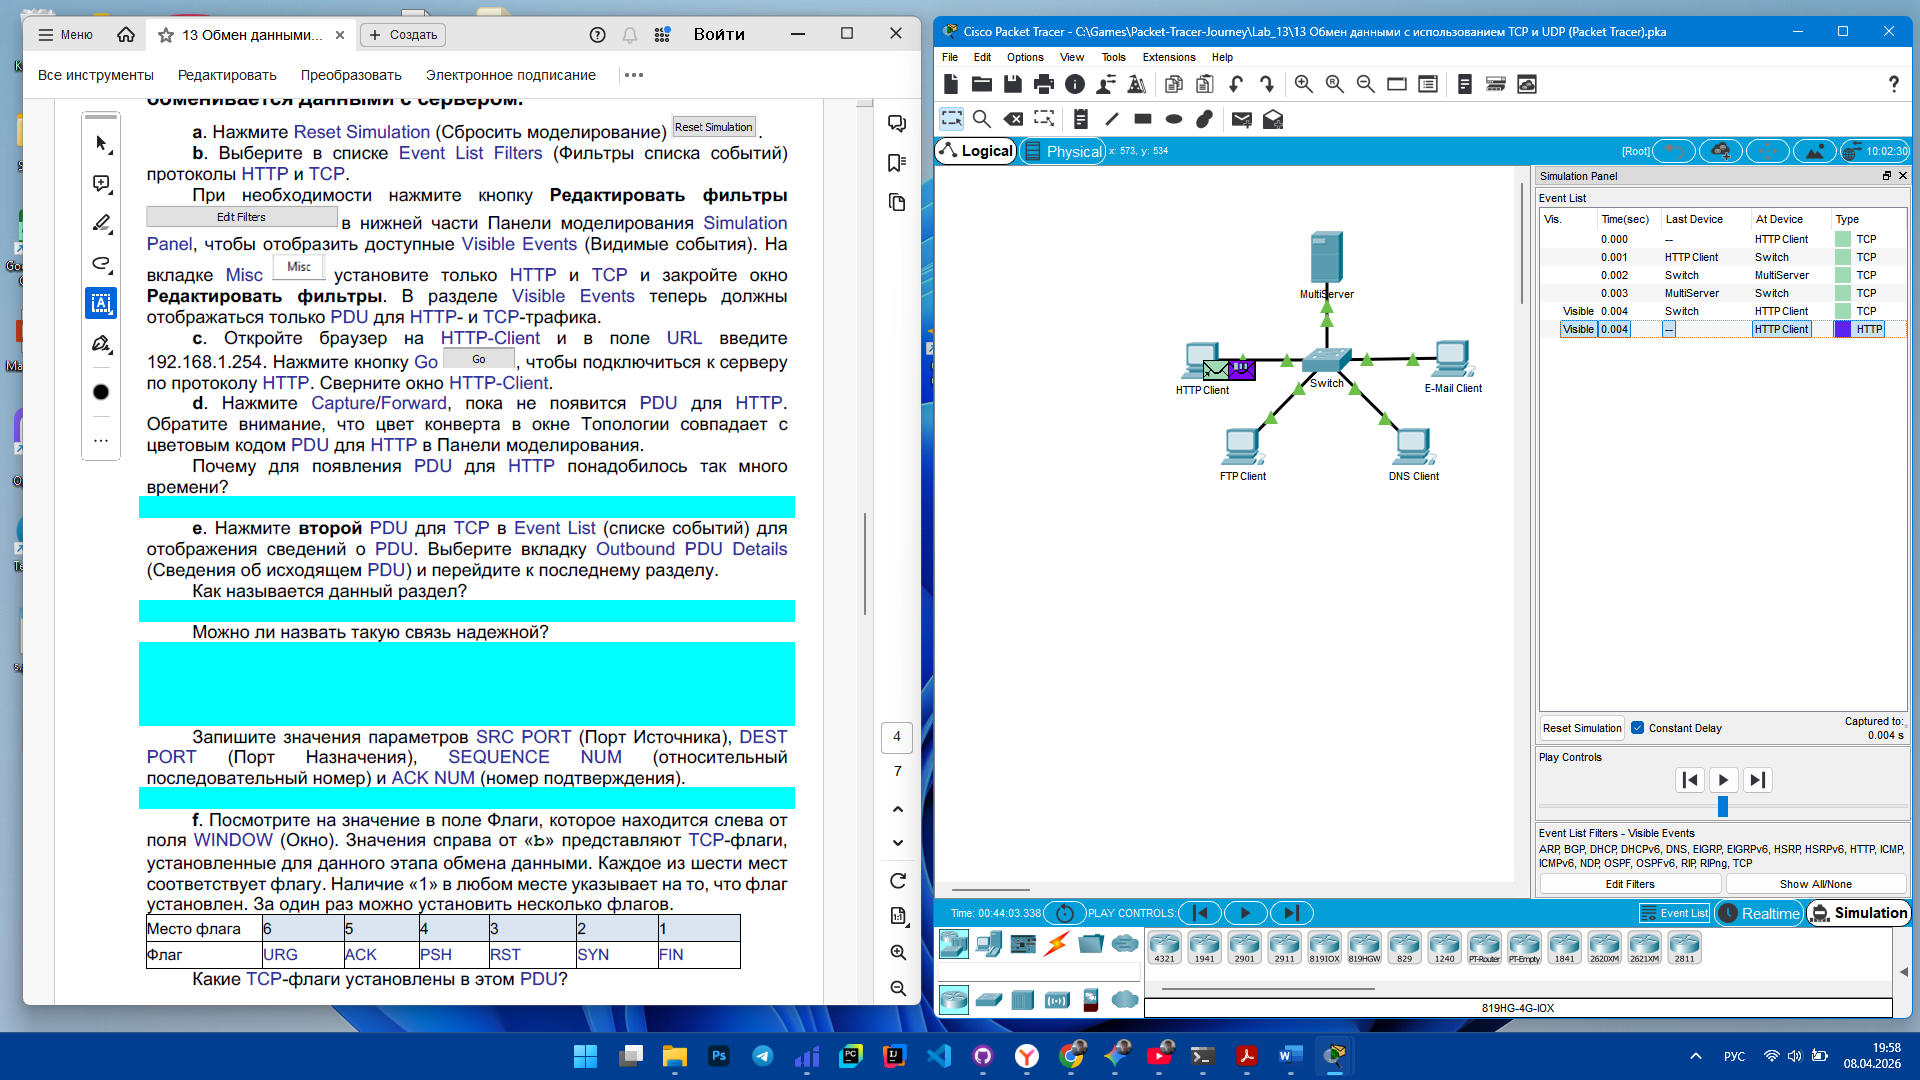 Меню
13 Обмен данными...
Создать
Войти
Все инструменты
Редактировать
Преобразовать
Электронное подписание
обменивается данными с сервером.
a. Нажмите Reset Simulation (Сбросить моделирование) Reset Simulation .
b. Выберите в списке Event List Filters (Фильтры списка событий)
протоколы HTTP и TCP.
При необходимости нажмите кнопку Редактировать фильтры
Edit Filters в нижней части Панели моделирования Simulation
Panel, чтобы отобразить доступные Visible Events (Видимые события). На
вкладке Misc Misc установите только HTTP и TCP и закройте окно
Редактировать фильтры. В разделе Visible Events теперь должны
отображаться только PDU для HTTP- и TCP-трафика.
c. Откройте браузер на HTTP-Client и в поле URL введите
192.168.1.254. Нажмите кнопку Go Go , чтобы подключиться к серверу
по протоколу HTTP. Сверните окно HTTP-Client.
d. Нажмите Capture/Forward, пока не появится PDU для HTTP.
Обратите внимание, что цвет конверта в окне Топологии совпадает с
цветовым кодом PDU для HTTP в Панели моделирования.
Почему для появления PDU для HTTP понадобилось так много
времени?
e. Нажмите второй PDU для TCP в Event List (списке событий) для
отображения сведений о PDU. Выберите вкладку Outbound PDU Details
(Сведения об исходящем PDU) и перейдите к последнему разделу.
Как называется данный раздел?
Можно ли назвать такую связь надежной?
Запишите значения параметров SRC PORT (Порт Источника), DEST
PORT (Порт Назначения), SEQUENCE NUM (относительный
последовательный номер) и ACK NUM (номер подтверждения).
f. Посмотрите на значение в поле Флаги, которое находится слева от
поля WINDOW (Окно). Значения справа от «b» представляют TCP-флаги,
установленные для данного этапа обмена данными. Каждое из шести мест
соответствует флагу. Наличие «1» в любом месте указывает на то, что флаг
установлен. За один раз можно установить несколько флагов.
Место флага 6 5 4 3 2 1
Флаг URG ACK PSH RST SYN FIN
Какие TCP-флаги установлены в этом PDU?
4
7
Cisco Packet Tracer - C:\Games\Packet-Tracer-Journey\Lab_13\13 Обмен данными с использованием TCP и UDP (Packet Tracer).pka
File Edit Options View Tools Extensions Help
Logical
Physical
x: 573, y: 534
[Root]
10:02:30
MultiServer
HTTP Client
Switch
E-Mail Client
FTP Client
DNS Client
Simulation Panel
Event List
Vis. Time(sec) Last Device At Device Type
0.000 -- HTTP Client TCP
0.001 HTTP Client Switch TCP
0.002 Switch MultiServer TCP
0.003 MultiServer Switch TCP
Visible 0.004 Switch HTTP Client TCP
Visible 0.004 -- HTTP Client HTTP
Reset Simulation
Constant Delay
Captured to:
0.004 s
Play Controls
Event List Filters - Visible Events
ARP, BGP, DHCP, DHCPv6, DNS, EIGRP, EIGRPv6, HSRP, HSRPv6, HTTP, ICMP,
ICMPv6, NDP, OSPF, OSPFv6, RIP, RIPng, TCP
Edit Filters
Show All/None
Time: 00:44:03.338
PLAY CONTROLS:
Event List
Realtime
Simulation
4321 1941 2901 2911 819IOX 819HGW 829 1240 PT-Router PT-Empty 1841 2620XM 2621XM 2811
819HG-4G-IOX
РУС
19:58
08.04.2026